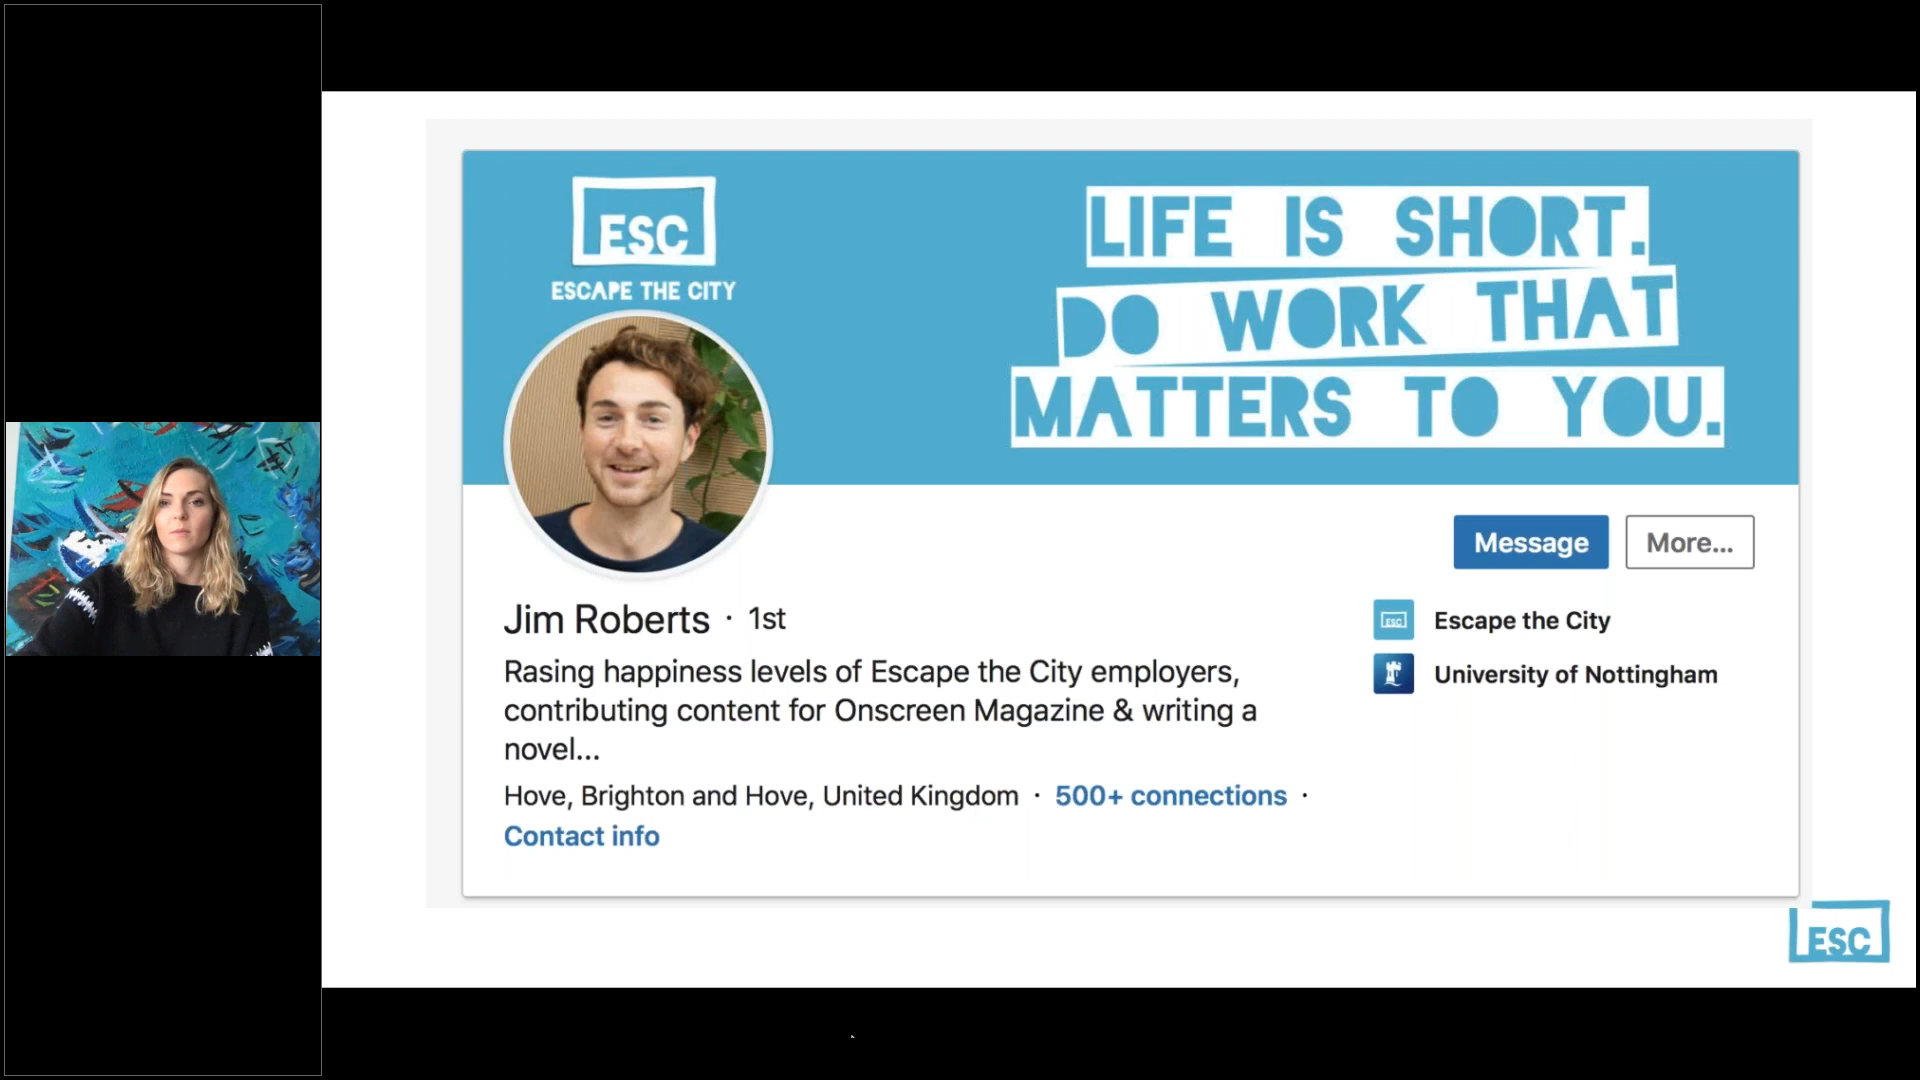 ESC
ESCAPE THE CITY
LIFE IS SHORT.
DO WORK THAT
MATTERS TO YOU.
Message
More...
Jim Roberts · 1st
Rasing happiness levels of Escape the City employers,
contributing content for Onscreen Magazine & writing a
novel...
Hove, Brighton and Hove, United Kingdom · 500+ connections ·
Contact info
ESC
Escape the City
University of Nottingham
ESC